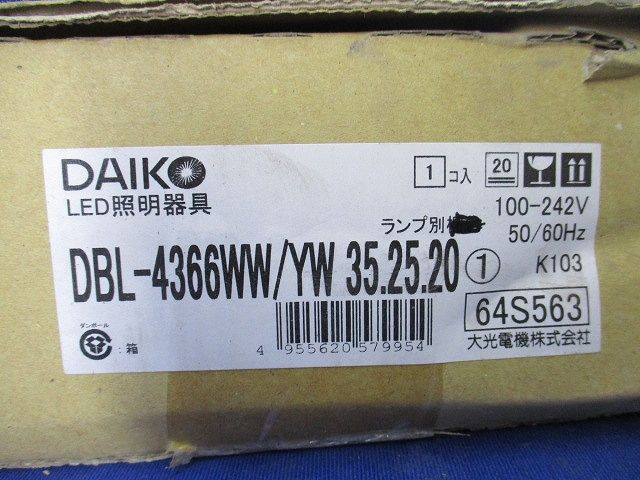 DAIKO
LED照明器具
1 コ入
20
ランプ別
100-242V
50/60Hz
DBL-4366WW/YW 35.25.20 ①
K103
64S563
大光電機株式会社
ダンボール
:箱
4 955620 579954